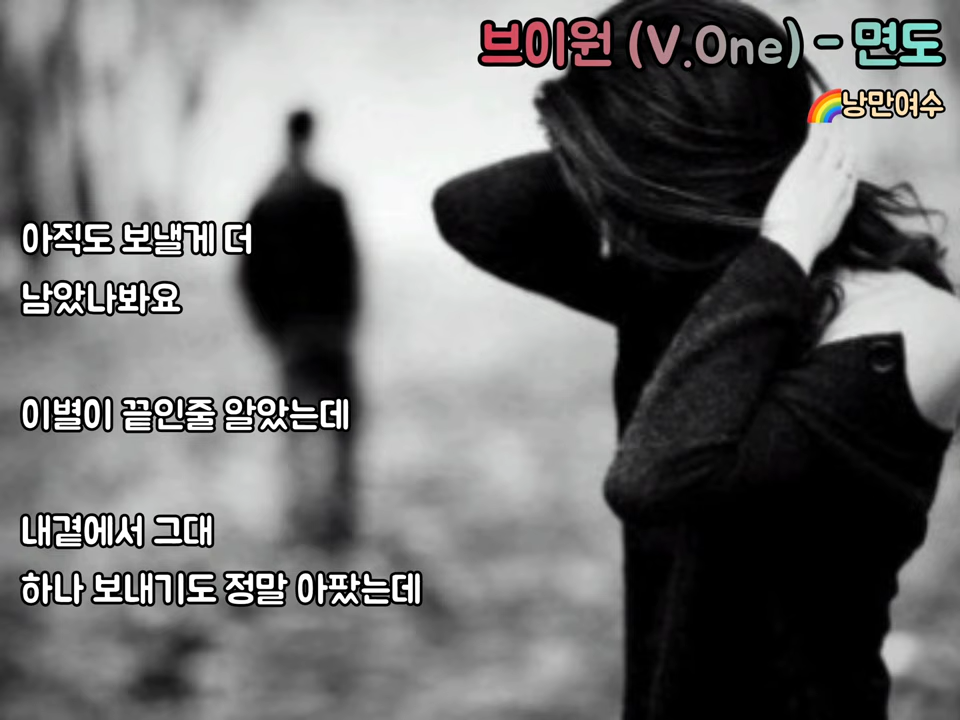 브이원 (V.One) - 면도
🌈낭만여수
아직도 보낼게 더
남았나봐요
이별이 끝인줄 알았는데
내곁에서 그대
하나 보내기도 정말 아팠는데